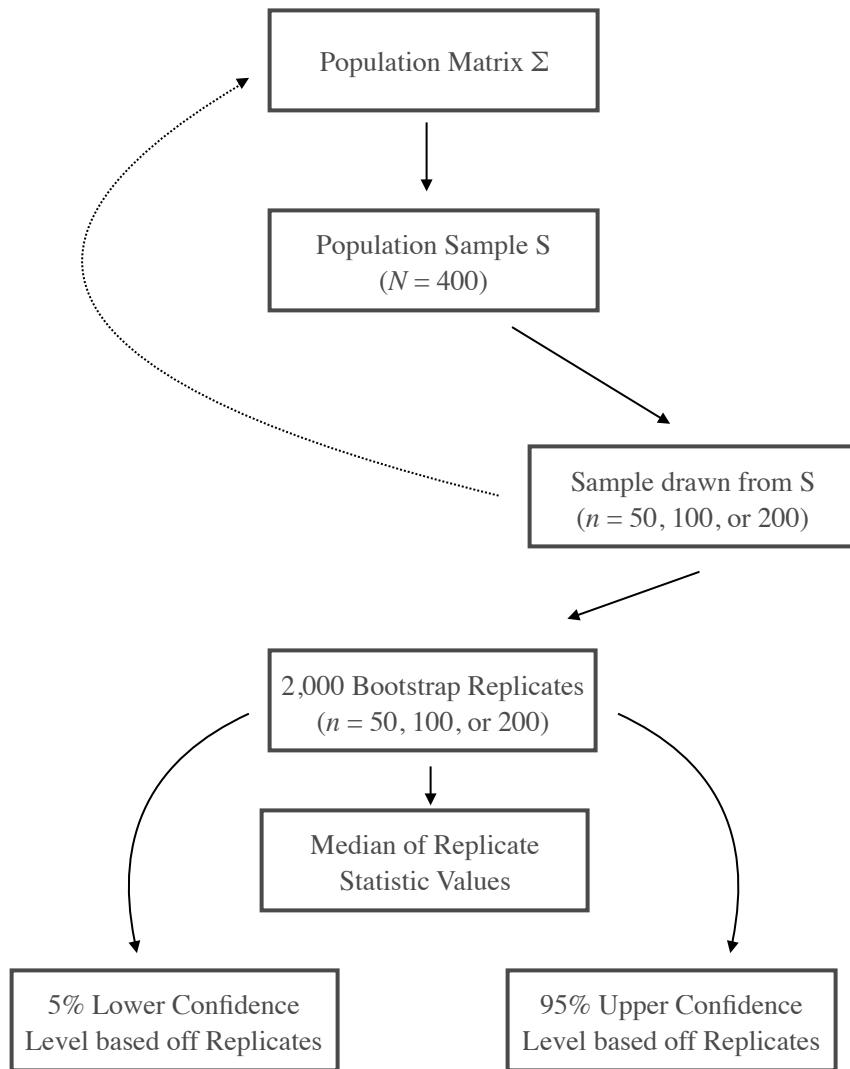 Population Matrix Σ
Population Sample S
(N = 400)
Sample drawn from S
(n = 50, 100, or 200)
2,000 Bootstrap Replicates
(n = 50, 100, or 200)
Median of Replicate
Statistic Values
5% Lower Confidence
Level based off Replicates
95% Upper Confidence
Level based off Replicates